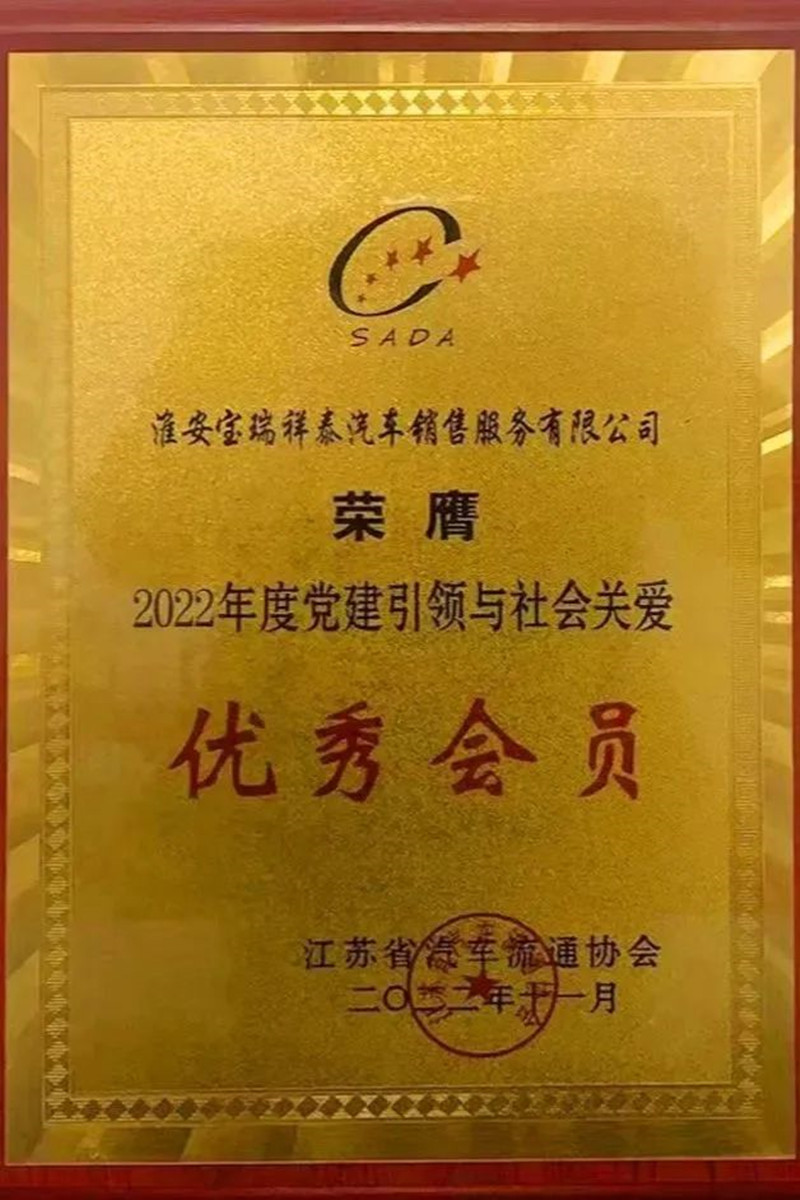 SADA
淮安宝瑞祥泰汽车销售服务有限公司
荣膺
2022年度党建引领与社会关爱
优秀会员
江苏省汽车流通协会
二〇二二年十一月